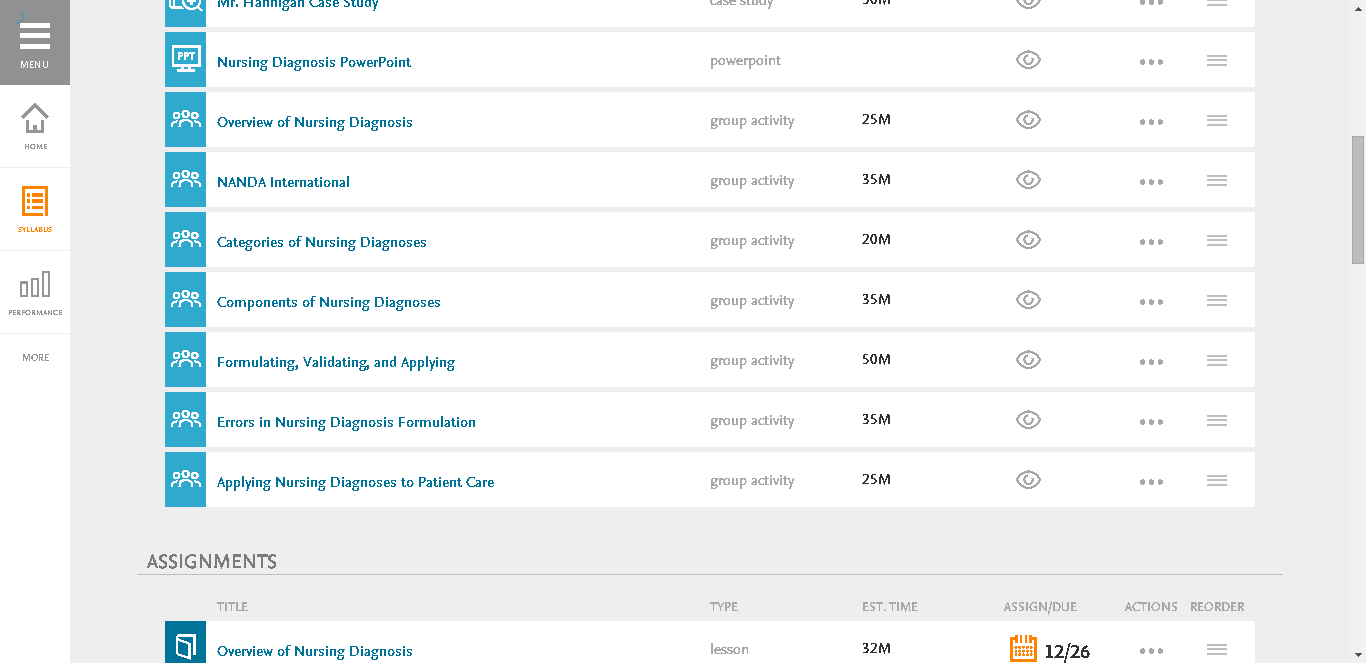 Mr. Hannigan Case Study case study 30M
MENU
PPT Nursing Diagnosis PowerPoint powerpoint
Overview of Nursing Diagnosis group activity 25M
HOME
NANDA International group activity 35M
SYLLABUS
Categories of Nursing Diagnoses group activity 20M
Components of Nursing Diagnoses group activity 35M
PERFORMANCE
MORE
Formulating, Validating, and Applying group activity 50M
Errors in Nursing Diagnosis Formulation group activity 35M
Applying Nursing Diagnoses to Patient Care group activity 25M
ASSIGNMENTS
TITLE TYPE EST. TIME ASSIGN/DUE ACTIONS REORDER
Overview of Nursing Diagnosis lesson 32M 12/26